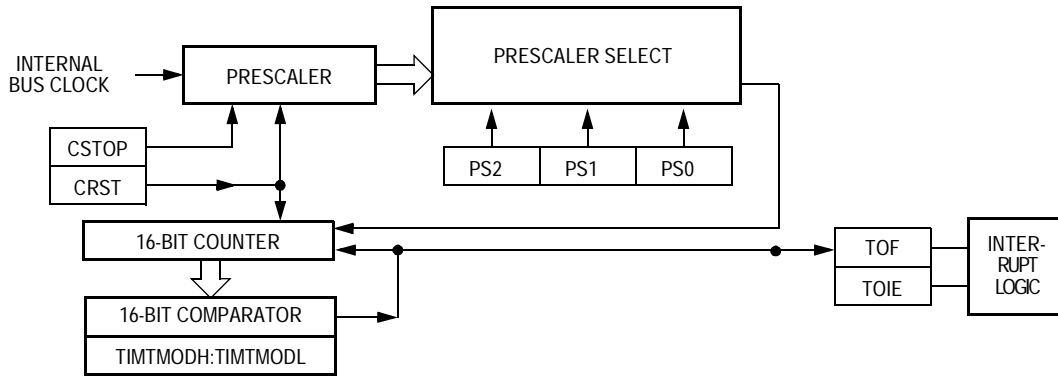 PRESCALER SELECT
INTERNAL
BUS CLOCK
PRESCALER
CSTOP
CRST
PS2
PS1
PS0
16-BIT COUNTER
TOF
TOIE
INTER-
RUPT
LOGIC
16-BIT COMPARATOR
TIMTMODH:TIMTMODL